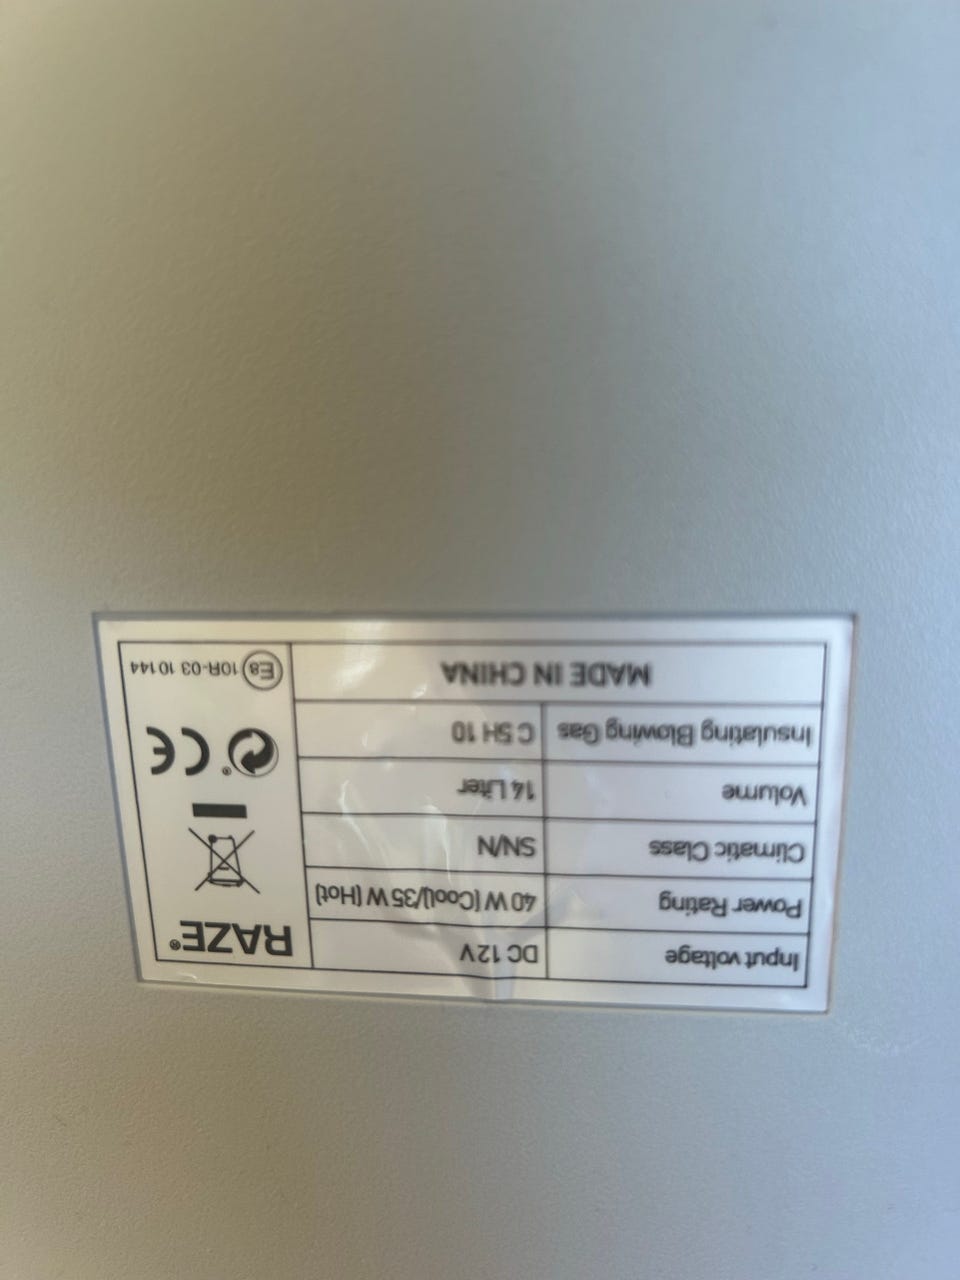 RAZE®
Input voltage DC 12V
Power Rating 40 W (Cool)/35 W (Hot)
Climatic Class SN/N
Volume 14 Liter
Insulating Blowing Gas C 5H 10
MADE IN CHINA
CE
E8 10R-03 10144